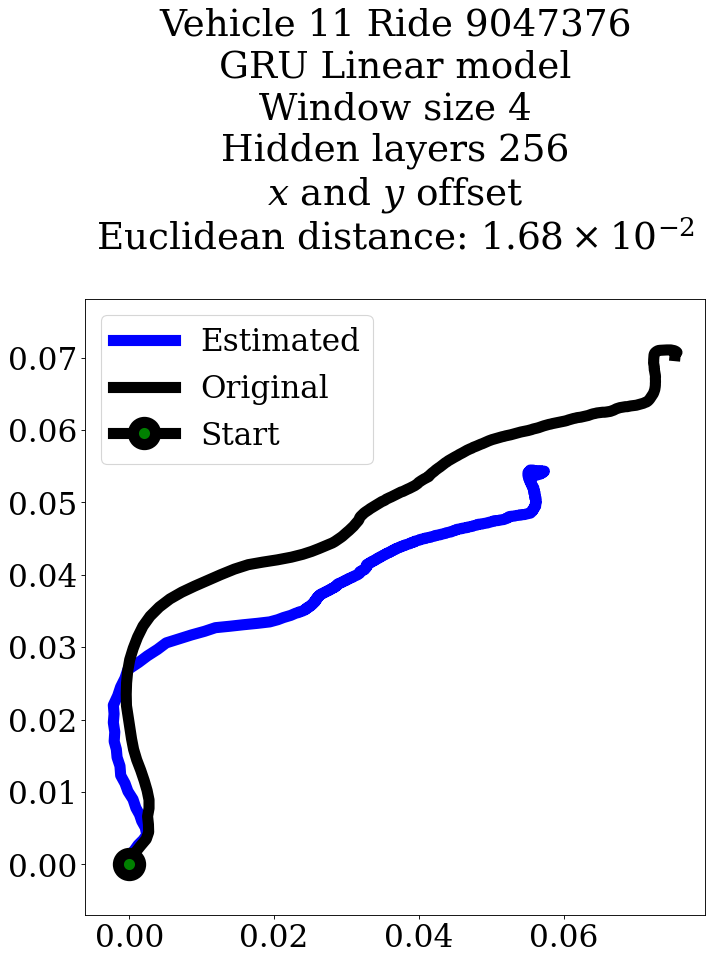 Vehicle 11 Ride 9047376
GRU Linear model
Window size 4
Hidden layers 256
x and y offset
Euclidean distance: 1.68 × 10⁻²
Estimated
Original
Start
0.07
0.06
0.05
0.04
0.03
0.02
0.01
0.00
0.00 0.02 0.04 0.06